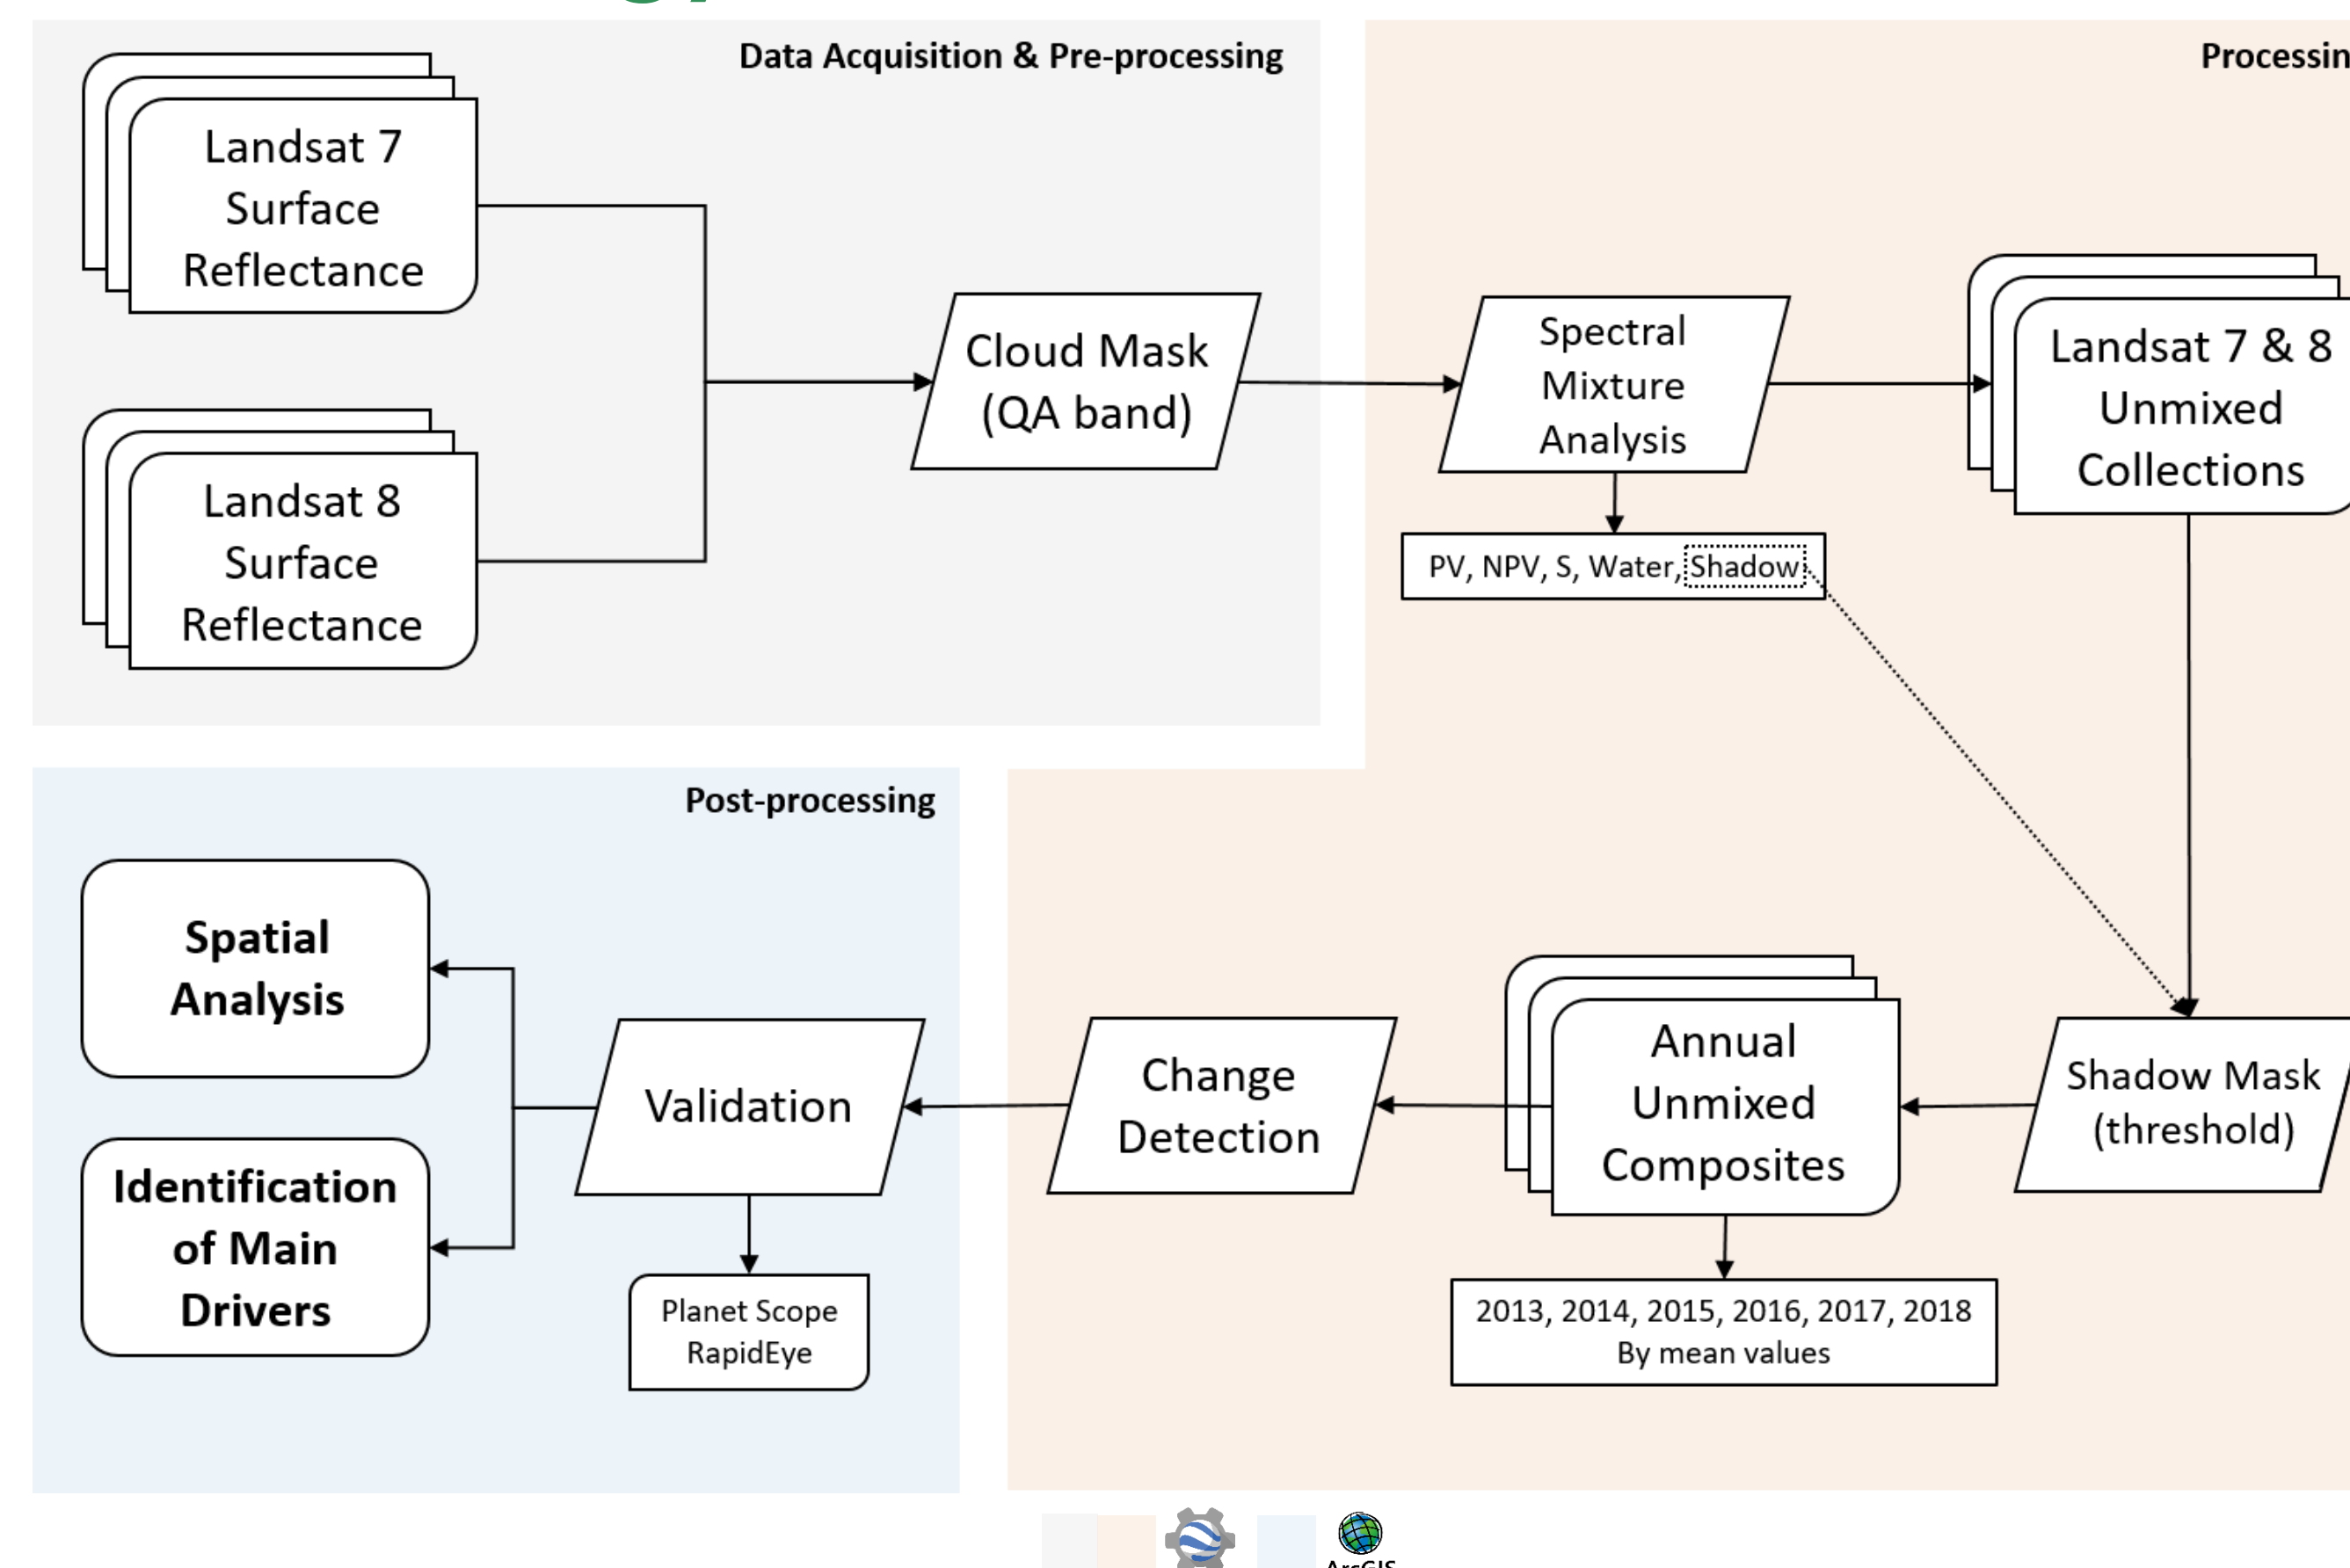 Data Acquisition & Pre-processing
Landsat 7
Surface
Reflectance
Landsat 8
Surface
Reflectance
Cloud Mask
(QA band)
Processin
Spectral
Mixture
Analysis
PV, NPV, S, Water, Shadow
Landsat 7 & 8
Unmixed
Collections
Shadow Mask
(threshold)
Annual
Unmixed
Composites
2013, 2014, 2015, 2016, 2017, 2018
By mean values
Change
Detection
Post-processing
Validation
Planet Scope
RapidEye
Spatial
Analysis
Identification
of Main
Drivers
ArcGIS